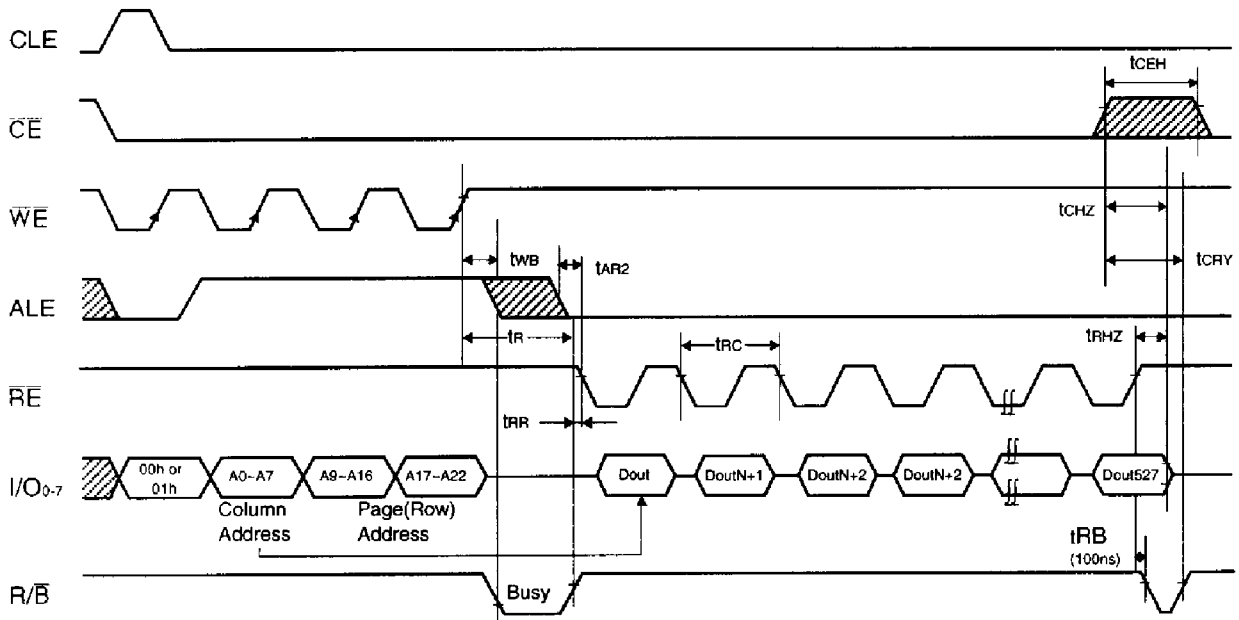 CLE
tCEH
CE
WE
tCHZ
tWB
tAR2
tCRY
ALE
tR
tRC
tRHZ
RE
tRR
I/O0-7
00h or
01h
A0~A7
A9~A16
A17~A22
Dout
DoutN+1
DoutN+2
DoutN+2
Dout527
Column
Address
Page(Row)
Address
tRB
(100ns)
R/B
Busy